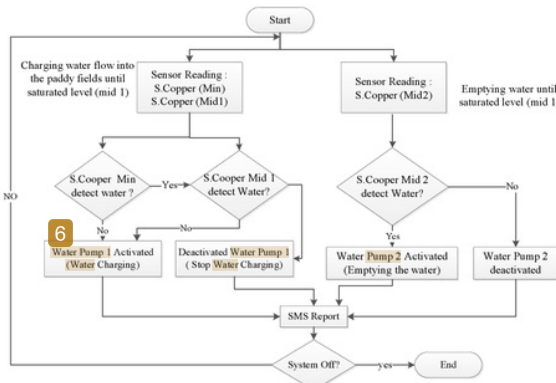 Start
Charging water flow into
the paddy fields until
saturated level (mid 1)
Sensor Reading :
S.Copper (Min)
S.Copper (Mid1)
Sensor Reading :
S.Copper (Mid2)
Emptying water until
saturated level (mid 1
S.Cooper Min
detect water ?
Yes
S.Cooper Mid 1
detect Water?
S.Cooper Mid 2
detect Water?
No
NO
No
No
Yes
6
Water Pump 1 Activated
(Water Charging)
Deactivated Water Pump 1
( Stop Water Charging)
Water Pump 2 Activated
(Emptying the water)
Water Pump 2
deactivated
SMS Report
System Off?
yes
End